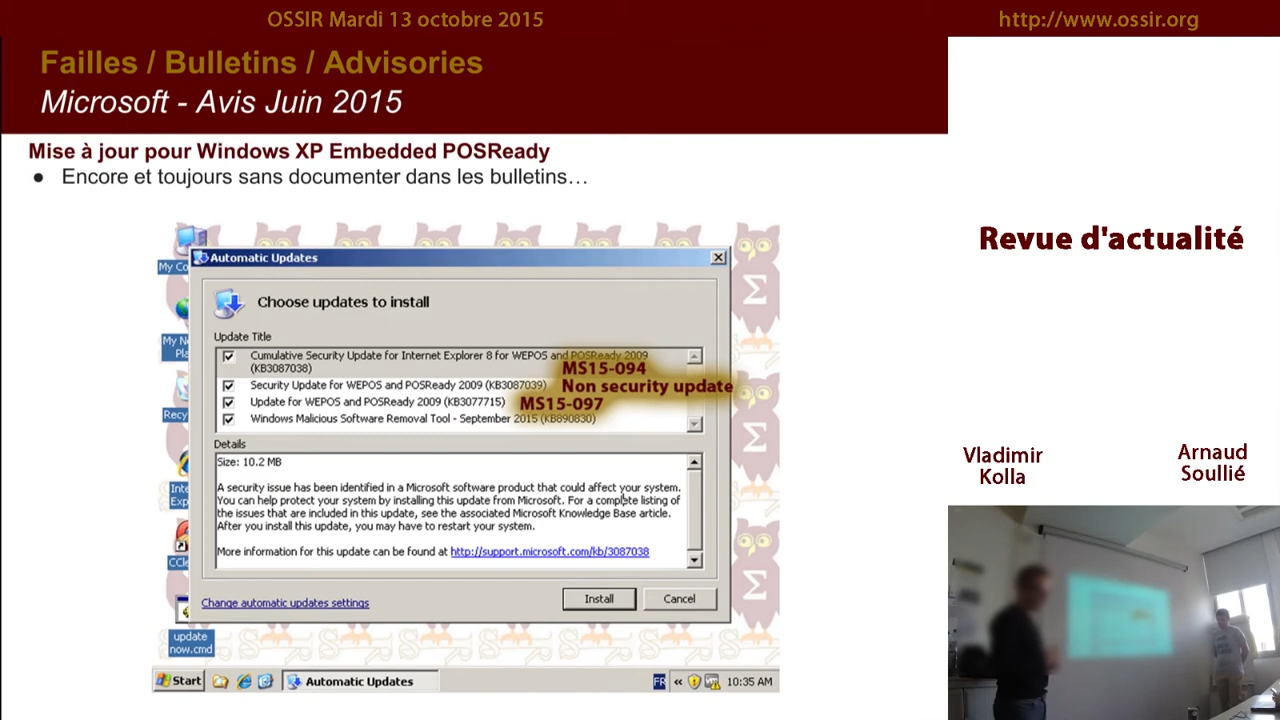 OSSIR Mardi 13 octobre 2015
http://www.ossir.org
Failles / Bulletins / Advisories
Microsoft - Avis Juin 2015
Mise à jour pour Windows XP Embedded POSReady
● Encore et toujours sans documenter dans les bulletins…
Revue d'actualité
Vladimir
Kolla
Arnaud
Soullié
My Co
My Ne
Pla
Recy
Inte
Exp
CCle
update
now.cmd
Automatic Updates
Choose updates to install
Update Title
Cumulative Security Update for Internet Explorer 8 for WEPOS and POSReady 2009
(KB3087038)
MS15-094
Security Update for WEPOS and POSReady 2009 (KB3087039)
Non security update
Update for WEPOS and POSReady 2009 (KB3077715)
MS15-097
Windows Malicious Software Removal Tool - September 2015 (KB890830)
Details
Size: 10.2 MB
A security issue has been identified in a Microsoft software product that could affect your system.
You can help protect your system by installing this update from Microsoft. For a complete listing of
the issues that are included in this update, see the associated Microsoft Knowledge Base article.
After you install this update, you may have to restart your system.
More information for this update can be found at http://support.microsoft.com/kb/3087038
Change automatic updates settings
Install
Cancel
Start
Automatic Updates
FR
10:35 AM